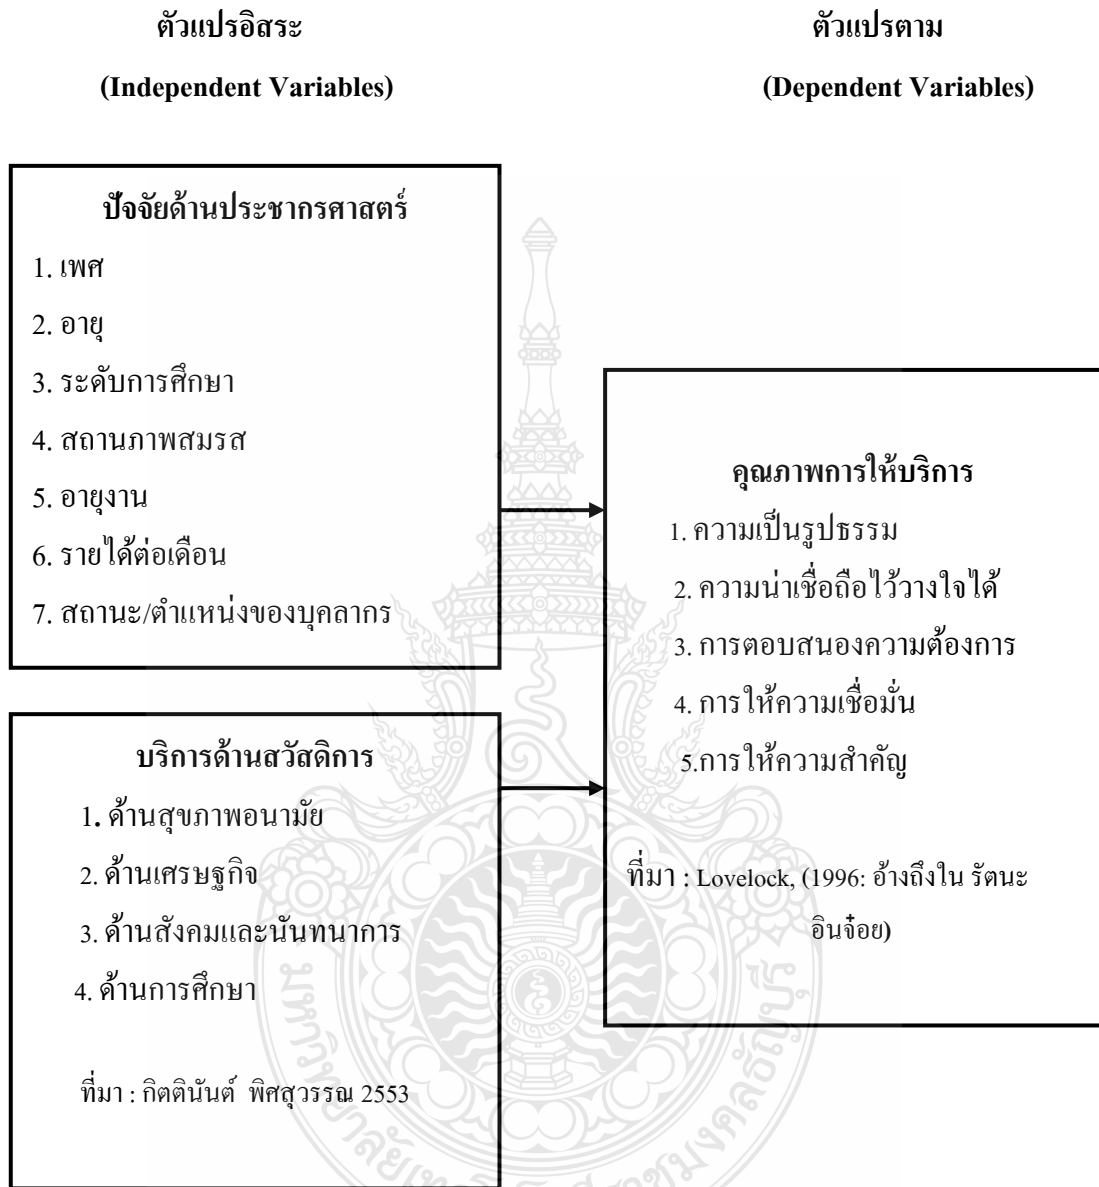 ตัวแปรอิสระ
(Independent Variables)
ตัวแปรตาม
(Dependent Variables)
ปัจจัยด้านประชากรศาสตร์
1. เพศ
2. อายุ
3. ระดับการศึกษา
4. สถานภาพสมรส
5. อายุงาน
6. รายได้ต่อเดือน
7. สถานะ/ตำแหน่งของบุคลากร
บริการด้านสวัสดิการ
1. ด้านสุขภาพอนามัย
2. ด้านเศรษฐกิจ
3. ด้านสังคมและนันทนาการ
4. ด้านการศึกษา
ที่มา : กิตตินันต์ พิศสุวรรณ 2553
คุณภาพการให้บริการ
1. ความเป็นรูปธรรม
2. ความน่าเชื่อถือไว้วางใจได้
3. การตอบสนองความต้องการ
4. การให้ความเชื่อมั่น
5.การให้ความสำคัญ
ที่มา : Lovelock, (1996: อ้างถึงใน รัตนะ
อินจ๋อย)